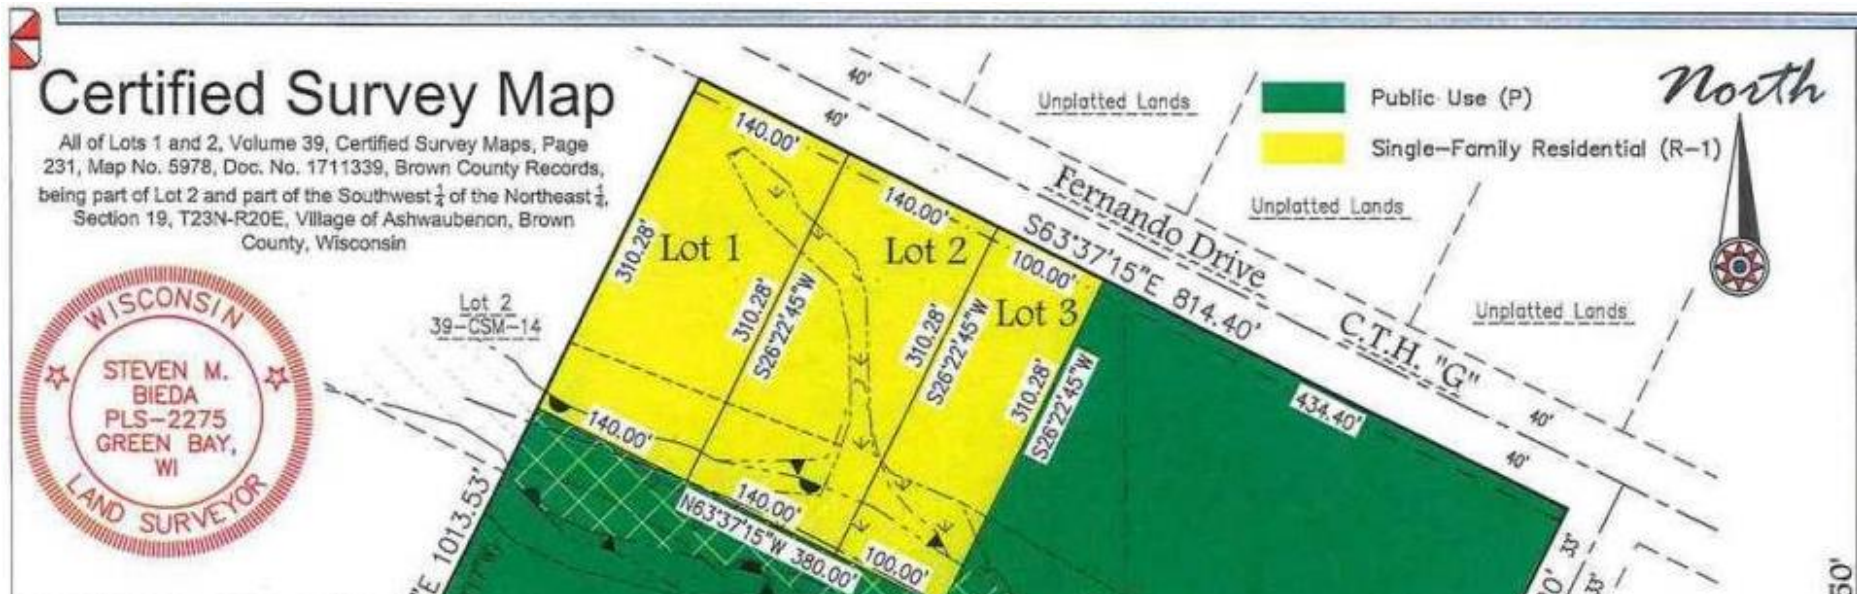 Certified Survey Map
All of Lots 1 and 2, Volume 39, Certified Survey Maps, Page
231, Map No. 5978, Doc. No. 1711339, Brown County Records,
being part of Lot 2 and part of the Southwest ¼ of the Northeast ¼,
Section 19, T23N-R20E, Village of Ashwaubenon, Brown
County, Wisconsin
WISCONSIN
STEVEN M.
BIEDA
PLS-2275
GREEN BAY,
WI
LAND SURVEYOR
Lot 2
39-CSM-14
Public Use (P)
Single-Family Residential (R-1)
North
Unplatted Lands
Unplatted Lands
Unplatted Lands
40'
40'
Fernando Drive
C.T.H. "G"
S63°37'15"E 814.40'
40'
40'
140.00'
140.00'
100.00'
434.40'
Lot 1
Lot 2
Lot 3
310.28'
310.28'
S26°22'45"W
310.28'
S26°22'45"W
310.28'
S26°22'45"W
140.00'
140.00'
100.00'
N63°37'15"W 380.00'
"E 1013.53'
33'
33'